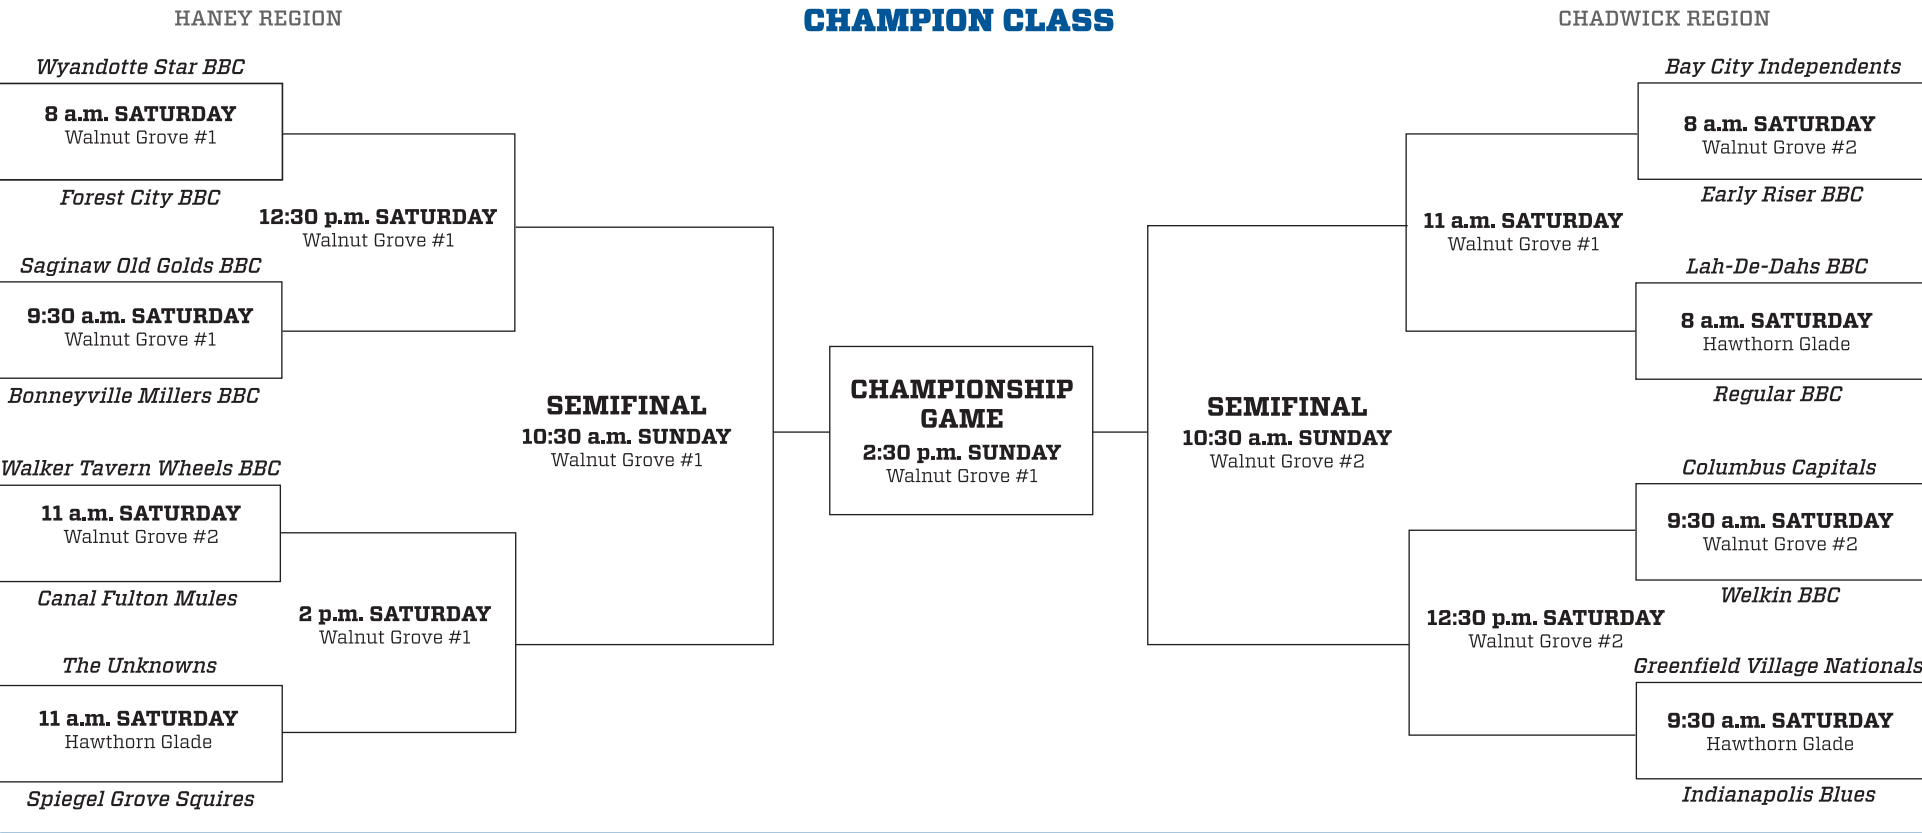 HANEY REGION
CHAMPION CLASS
CHADWICK REGION
Wyandotte Star BBC
8 a.m. SATURDAY
Walnut Grove #1
Forest City BBC
12:30 p.m. SATURDAY
Walnut Grove #1
Saginaw Old Golds BBC
9:30 a.m. SATURDAY
Walnut Grove #1
Bonneyville Millers BBC
SEMIFINAL
10:30 a.m. SUNDAY
Walnut Grove #1
Walker Tavern Wheels BBC
11 a.m. SATURDAY
Walnut Grove #2
Canal Fulton Mules
2 p.m. SATURDAY
Walnut Grove #1
The Unknowns
11 a.m. SATURDAY
Hawthorn Glade
Spiegel Grove Squires
CHAMPIONSHIP
GAME
2:30 p.m. SUNDAY
Walnut Grove #1
Bay City Independents
8 a.m. SATURDAY
Walnut Grove #2
Early Riser BBC
11 a.m. SATURDAY
Walnut Grove #1
Lah-De-Dahs BBC
8 a.m. SATURDAY
Hawthorn Glade
Regular BBC
SEMIFINAL
10:30 a.m. SUNDAY
Walnut Grove #2
Columbus Capitals
9:30 a.m. SATURDAY
Walnut Grove #2
Welkin BBC
12:30 p.m. SATURDAY
Walnut Grove #2
Greenfield Village Nationals
9:30 a.m. SATURDAY
Hawthorn Glade
Indianapolis Blues